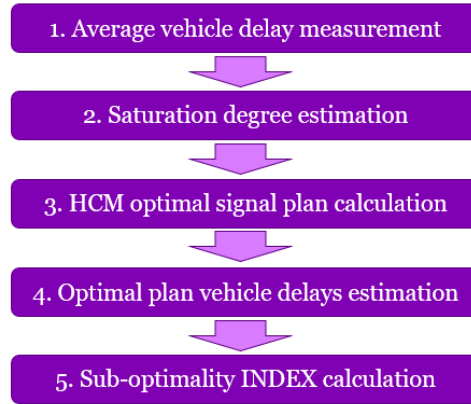 1. Average vehicle delay measurement
2. Saturation degree estimation
3. HCM optimal signal plan calculation
4. Optimal plan vehicle delays estimation
5. Sub-optimality INDEX calculation